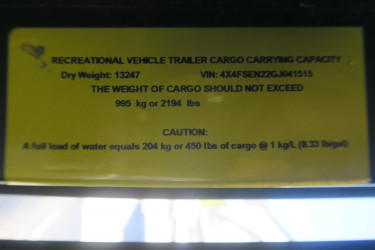 RECREATIONAL VEHICLE TRAILER CARGO CARRYING CAPACITY
Dry Weight: 13247 VIN: 4X4FSEN22GJ041515
THE WEIGHT OF CARGO SHOULD NOT EXCEED
995 kg or 2194 lbs
CAUTION:
A full load of water equals 204 kg or 450 lbs of cargo @ 1 kg/L (8.33 lb/gal)